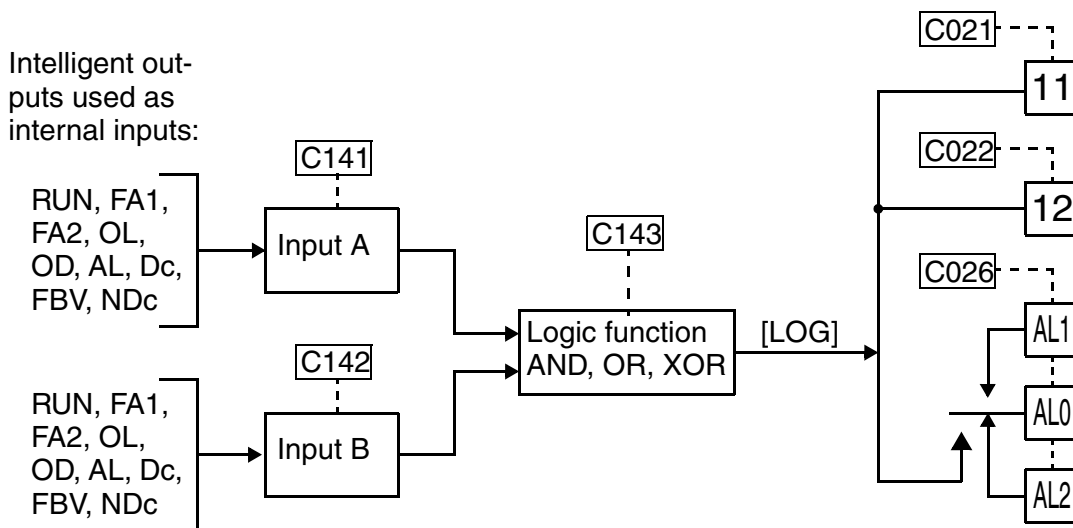 Intelligent out-
puts used as
internal inputs:
RUN, FA1,
FA2, OL,
OD, AL, Dc,
FBV, NDc
C141
Input A
RUN, FA1,
FA2, OL,
OD, AL, Dc,
FBV, NDc
C142
Input B
C143
Logic function
AND, OR, XOR
[LOG]
C021
11
C022
12
C026
AL1
AL0
AL2